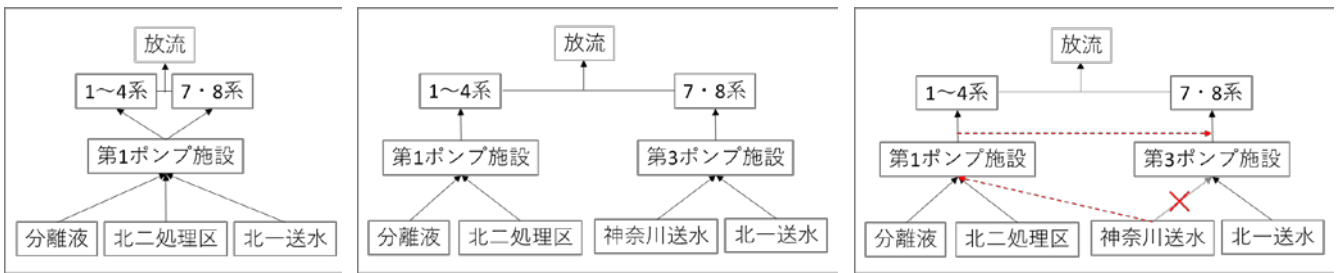 放流
1～4系
7・8系
第1ポンプ施設
分離液
北二処理区
北一送水
放流
1～4系
7・8系
第1ポンプ施設
第3ポンプ施設
分離液
北二処理区
神奈川送水
北一送水
放流
1～4系
7・8系
第1ポンプ施設
第3ポンプ施設
分離液
北二処理区
神奈川送水
北一送水